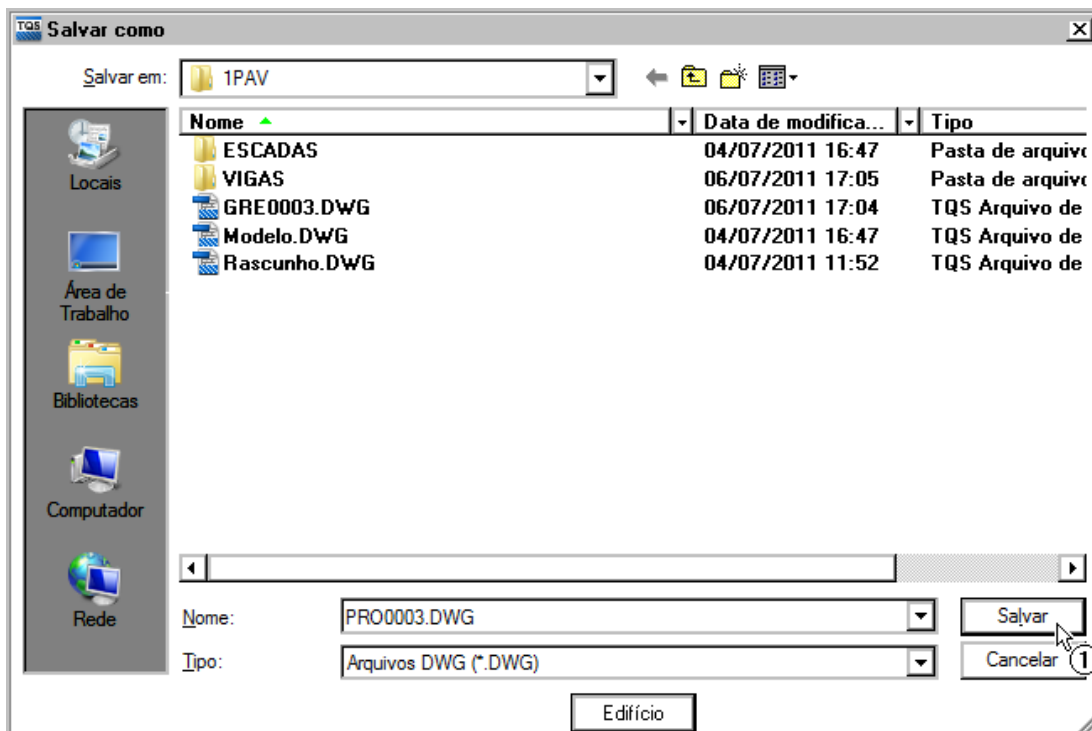 TQS Salvar como
Salvar em: 1PAV
Nome Data de modifica... Tipo
ESCADAS 04/07/2011 16:47 Pasta de arquiv
VIGAS 06/07/2011 17:05 Pasta de arquiv
GRE0003.DWG 06/07/2011 17:04 TQS Arquivo de
Modelo.DWG 04/07/2011 16:47 TQS Arquivo de
Rascunho.DWG 04/07/2011 11:52 TQS Arquivo de
Locais
Área de
Trabalho
Bibliotecas
Computador
Rede
Nome: PRO0003.DWG Salvar
Tipo: Arquivos DWG (*.DWG) Cancelar 1
Edifício